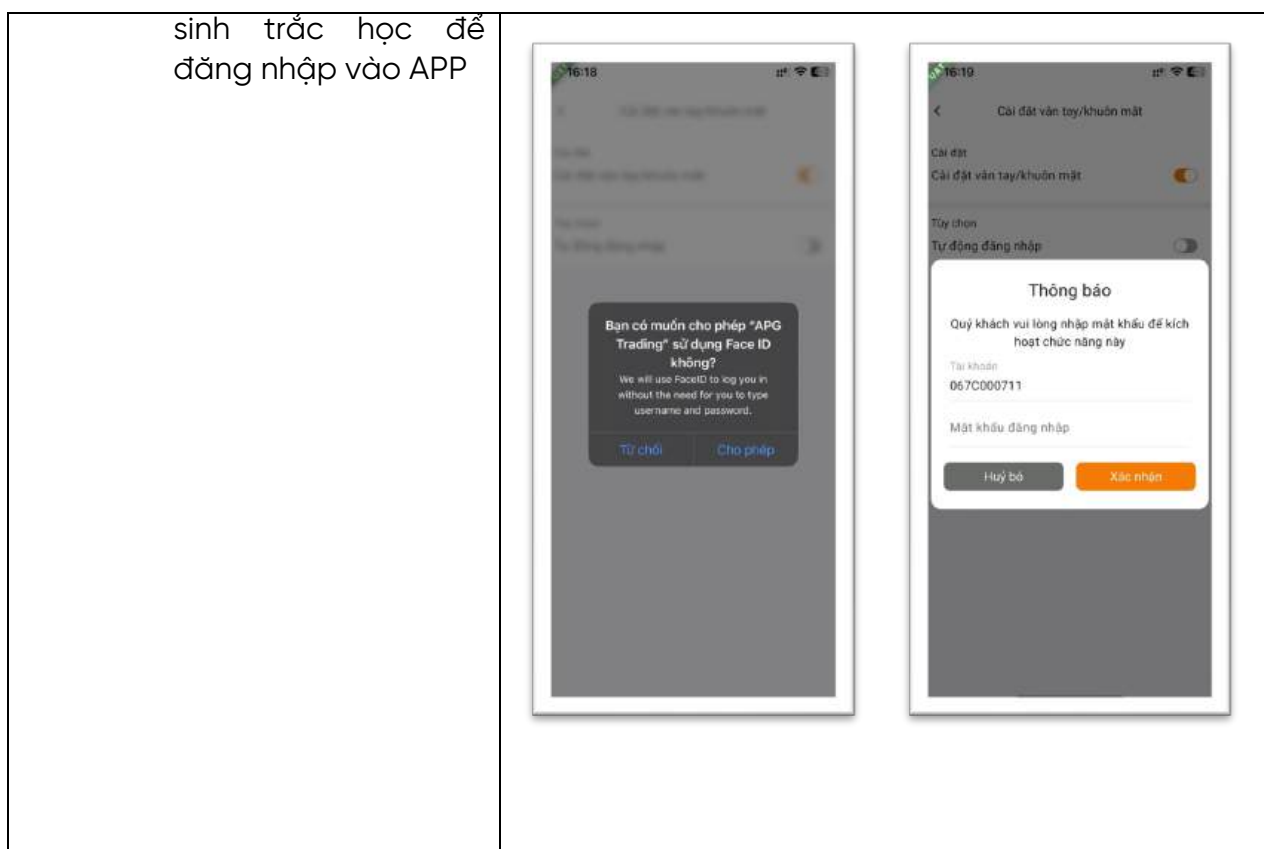 sinh trắc học để
đăng nhập vào APP
16:18
Bạn có muốn cho phép "APG
Trading" sử dụng Face ID
không?
We will use FaceID to log you in
without the need for you to type
username and password.
Từ chối
Cho phép
16:19
Cài đặt vân tay/khuôn mặt
Cài đặt
Cài đặt vân tay/khuôn mặt
Tùy chọn
Tự động đăng nhập
Thông báo
Quý khách vui lòng nhập mật khẩu để kích
hoạt chức năng này
Tài khoản
067C000711
Mật khẩu đăng nhập
Huỷ bỏ
Xác nhận